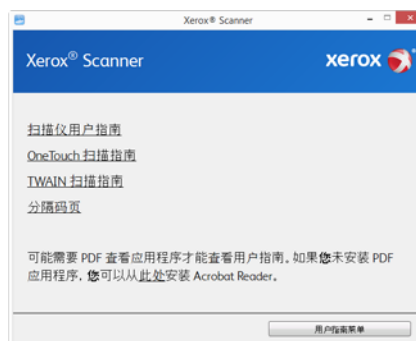 Xerox® Scanner
Xerox® Scanner
xerox
扫描仪用户指南
OneTouch 扫描指南
TWAIN 扫描指南
分隔码页
可能需要 PDF 查看应用程序才能查看用户指南。如果您未安装 PDF
应用程序，您可以从此处安装 Acrobat Reader。
用户指南菜单